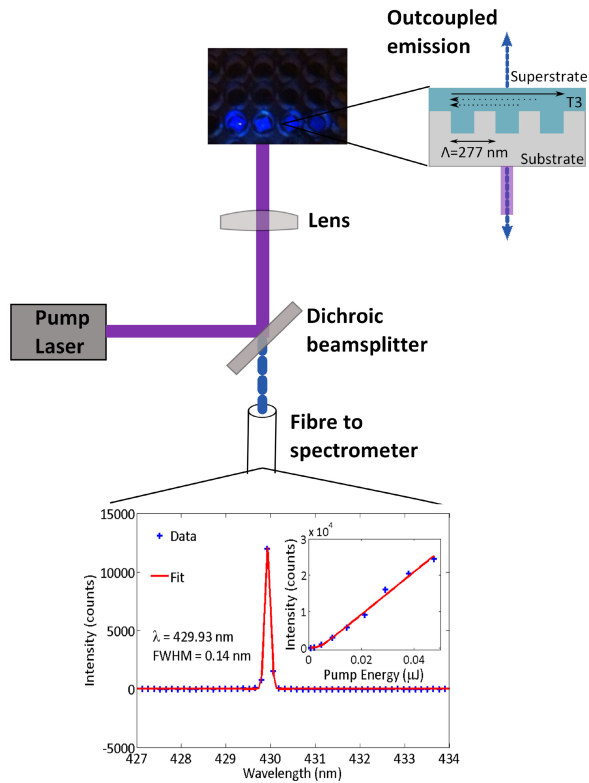 Outcoupled
emission
Superstrate
T3
Λ=277 nm
Substrate
Lens
Pump
Laser
Dichroic
beamsplitter
Fibre to
spectrometer
15000
10000
5000
0
-5000
Intensity (counts)
Data
Fit
λ = 429.93 nm
FWHM = 0.14 nm
x 10⁴
3
2
1
0
Intensity (counts)
0
0.02
0.04
Pump Energy (μJ)
427
428
429
430
431
432
433
434
Wavelength (nm)